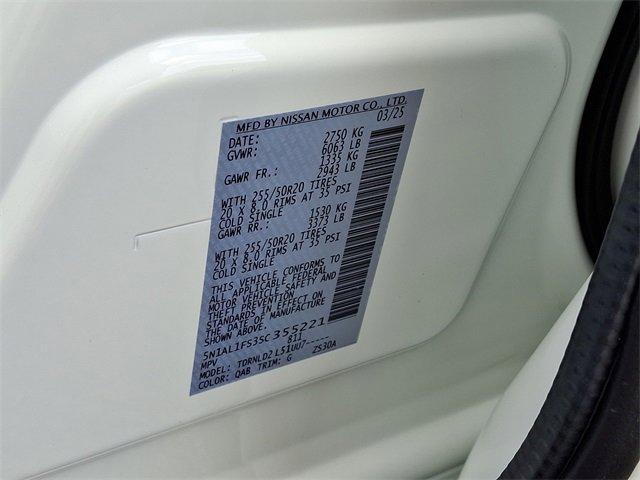 MFD BY NISSAN MOTOR CO., LTD.
DATE: 03/25
GVWR: 2750 KG
6063 LB
GAWR FR.: 1335 KG
2943 LB
WITH 255/50R20 TIRES
20 X 8.0 RIMS AT 35 PSI
COLD SINGLE
GAWR RR.: 1530 KG
3373 LB
WITH 255/50R20 TIRES
20 X 8.0 RIMS AT 35 PSI
COLD SINGLE
THIS VEHICLE CONFORMS TO
ALL APPLICABLE FEDERAL
MOTOR VEHICLE SAFETY AND
THEFT PREVENTION
STANDARDS IN EFFECT ON
THE DATE OF MANUFACTURE
SHOWN ABOVE.
5N1AL1FS3SC355221
MPV 811
MODEL: TDRNLD2 L51UU7-----
COLOR: QAB TRIM: G ZS30A